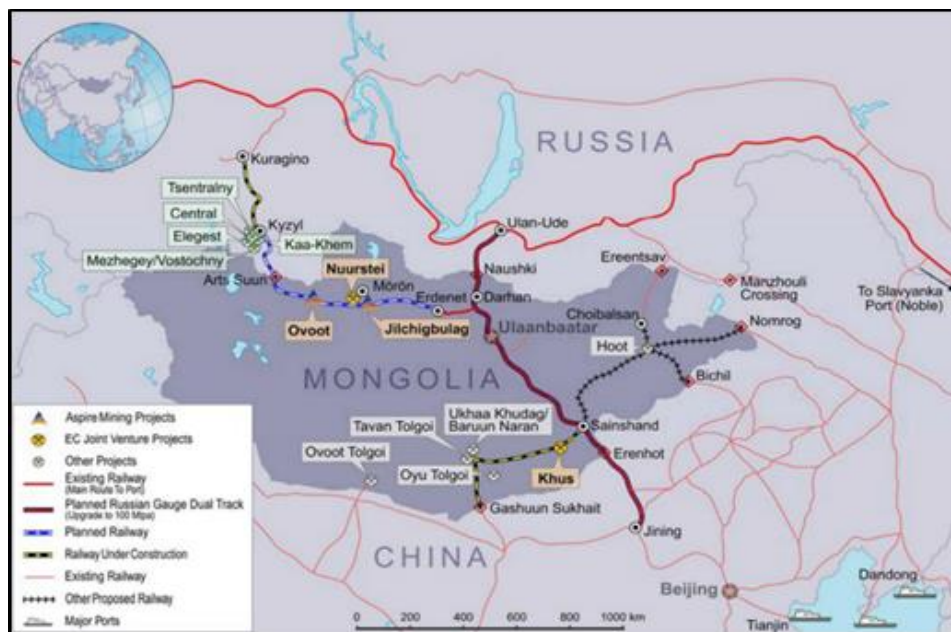 RUSSIA
Kuragino
Tsentralny
Central
Kyzyl
Elegest
Kaa-Khem
Mezhegey/Vostochny
Ulan-Ude
Ereentsav
Arts Suuri
Nuurstei
Mörön
Naushki
Manzhouli
Crossing
To Slavyanka
Port (Noble)
Erdenet
Darhan
Choibalsan
Ovoot
Jilchigbulag
Ulaanbaatar
Nomrog
Hoot
MONGOLIA
Bichil
Ukhaa Khudag/
Baruun Naran
Tavan Tolgoi
Sainshand
Ovoot Tolgoi
Oyu Tolgoi
Khus
Erenhot
Gashuun Sukhait
Jining
CHINA
Beijing
Dandong
Tianjin
Aspire Mining Projects
EC Joint Venture Projects
Other Projects
Existing Railway
(Main Route To Port)
Planned Russian Gauge Dual Track
(Upgrade to 100 Mtpa)
Planned Railway
Railway Under Construction
Existing Railway
Other Proposed Railway
Major Ports
0 200 400 600 800 1000 km